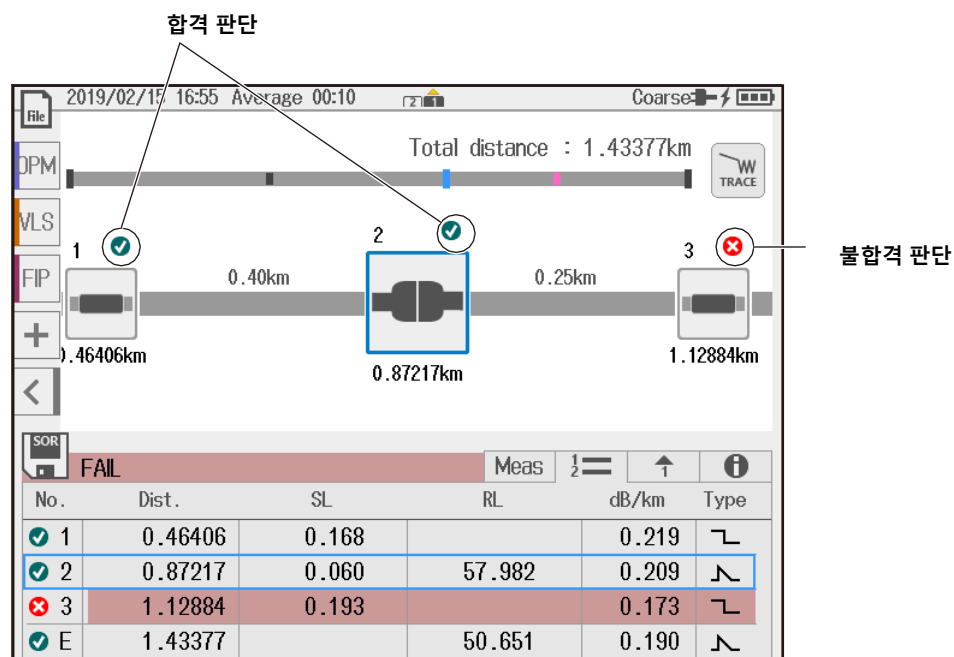 합격 판단
File 2019/02/15 16:55 Average 00:10 2 1 Coarse
OPM
Total distance : 1.43377km
TRACE
VLS
1 2 3
불합격 판단
FIP
0.40km 0.25km
0.46406km 0.87217km 1.12884km
SOR
FAIL Meas 1 2 1
No. Dist. SL RL dB/km Type
1 0.46406 0.168 0.219
2 0.87217 0.060 57.982 0.209
3 1.12884 0.193 0.173
E 1.43377 50.651 0.190